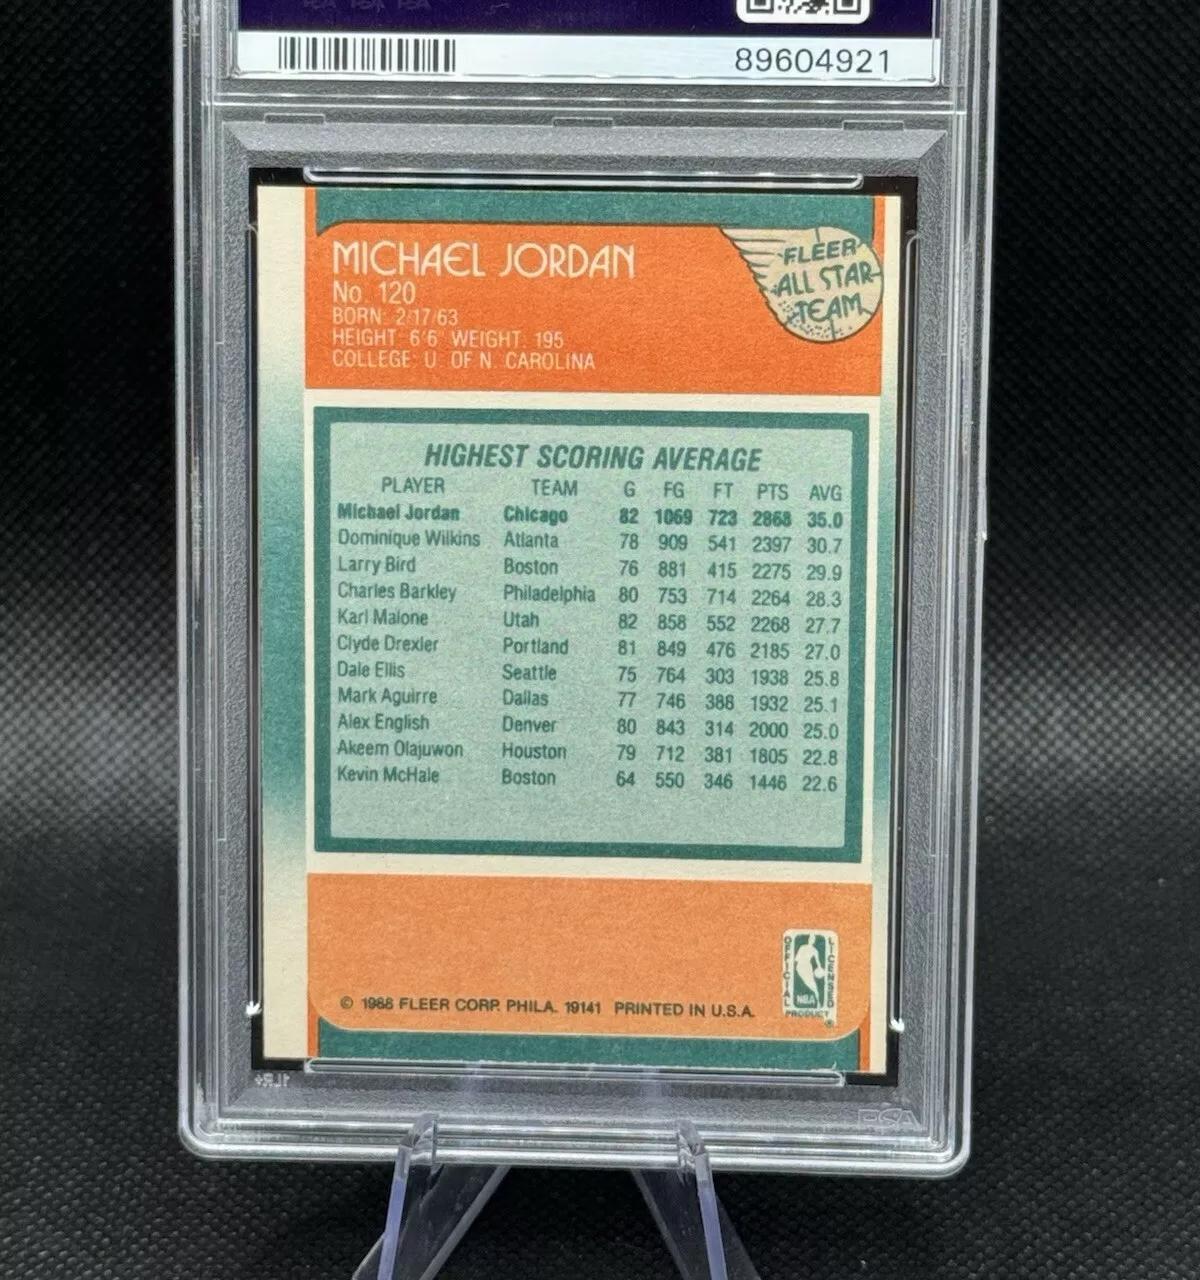 89604921
MICHAEL JORDAN
No. 120
BORN: 2/17/63
HEIGHT: 6'6" WEIGHT: 195
COLLEGE: U. OF N. CAROLINA
FLEER
ALL STAR
TEAM
HIGHEST SCORING AVERAGE
PLAYER TEAM G FG FT PTS AVG
Michael Jordan Chicago 82 1069 723 2868 35.0
Dominique Wilkins Atlanta 78 909 541 2397 30.7
Larry Bird Boston 76 881 415 2275 29.9
Charles Barkley Philadelphia 80 753 714 2264 28.3
Karl Malone Utah 82 858 552 2268 27.7
Clyde Drexler Portland 81 849 476 2185 27.0
Dale Ellis Seattle 75 764 303 1938 25.8
Mark Aguirre Dallas 77 746 388 1932 25.1
Alex English Denver 80 843 314 2000 25.0
Akeem Olajuwon Houston 79 712 381 1805 22.8
Kevin McHale Boston 64 550 346 1446 22.6
OFFICIAL
LICENSED
NBA
PRODUCT
®
© 1988 FLEER CORP. PHILA. 19141 PRINTED IN U.S.A.
PSA